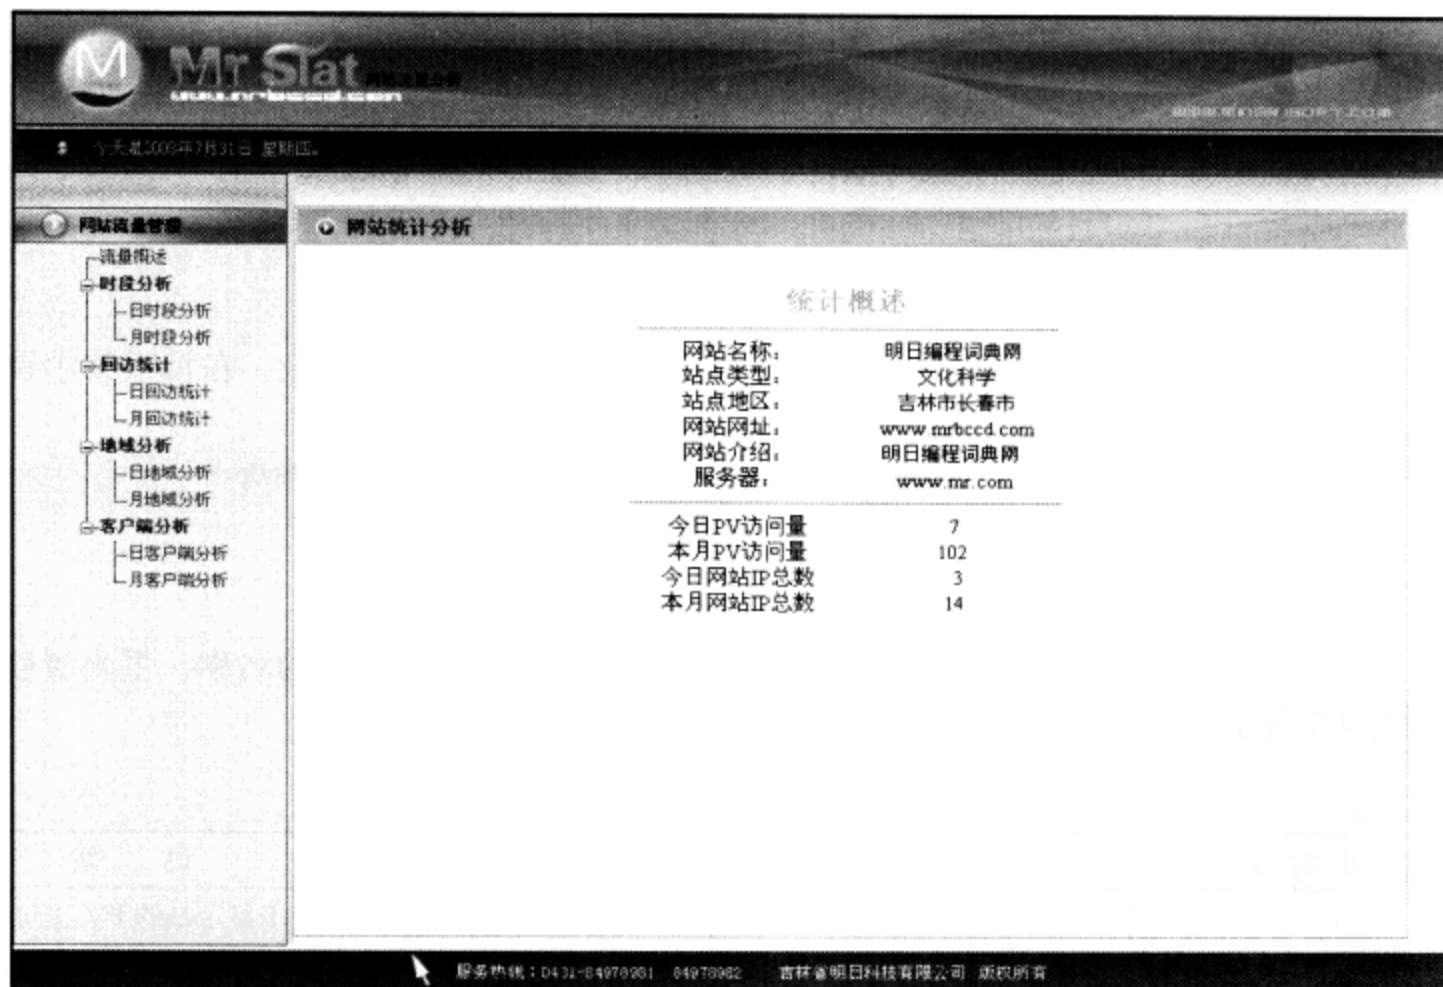 Mr Stat 网站流量分析
今天是2008年7月31日 星期四。
网站流量管理
流量概述
时段分析
日时段分析
月时段分析
回访统计
日回访统计
月回访统计
地域分析
日地域分析
月地域分析
客户端分析
日客户端分析
月客户端分析
网站统计分析
统计概述
网站名称： 明日编程词典网
站点类型： 文化科学
站点地区： 吉林市长春市
网站网址： www.mrbccd.com
网站介绍： 明日编程词典网
服务器： www.mr.com
今日PV访问量 7
本月PV访问量 102
今日网站IP总数 3
本月网站IP总数 14
服务热线：0431-84978981 84978982 吉林省明日科技有限公司 版权所有